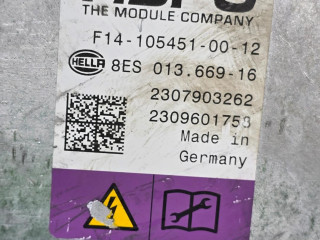 THE MODULE COMPANY
F14-105451-00-12
HELLA 8ES 013.669-16
2307903262
2309601753
Made in
Germany